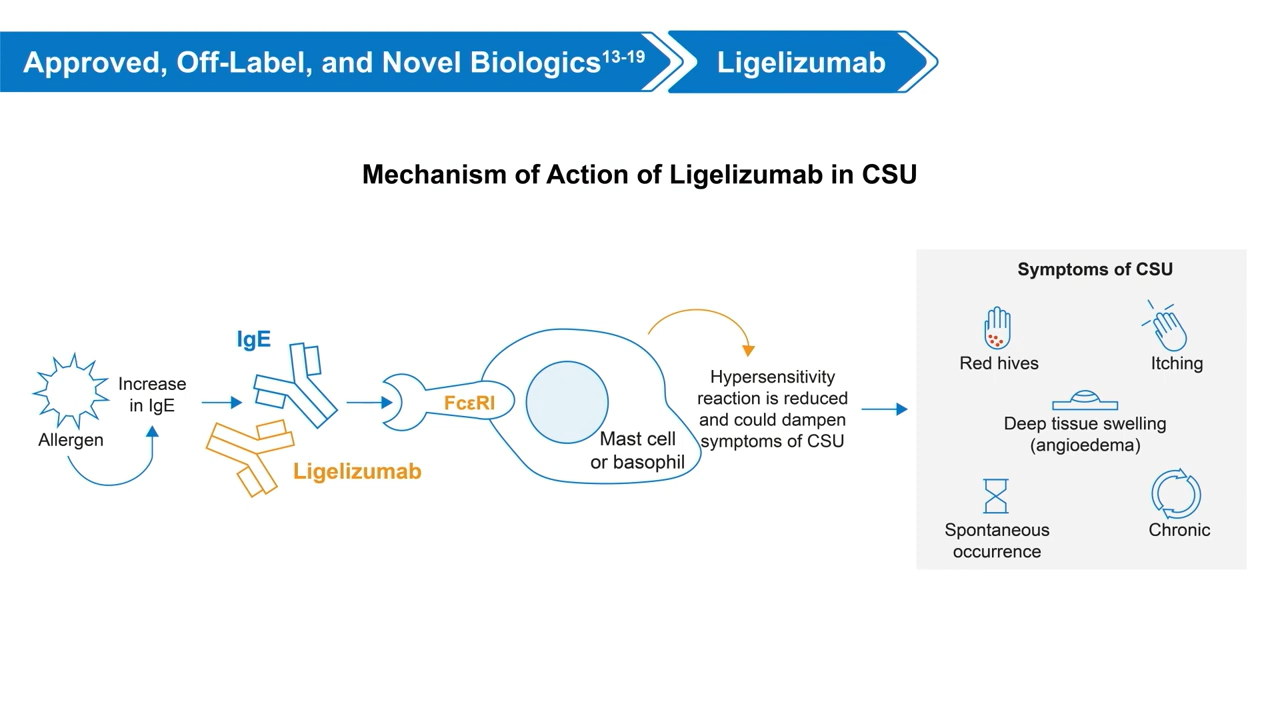 Approved, Off-Label, and Novel Biologics13-19
Ligelizumab
Mechanism of Action of Ligelizumab in CSU
Allergen
Increase
in IgE
IgE
Ligelizumab
FcεRI
Mast cell
or basophil
Hypersensitivity
reaction is reduced
and could dampen
symptoms of CSU
Symptoms of CSU
Red hives
Itching
Deep tissue swelling
(angioedema)
Spontaneous
occurrence
Chronic